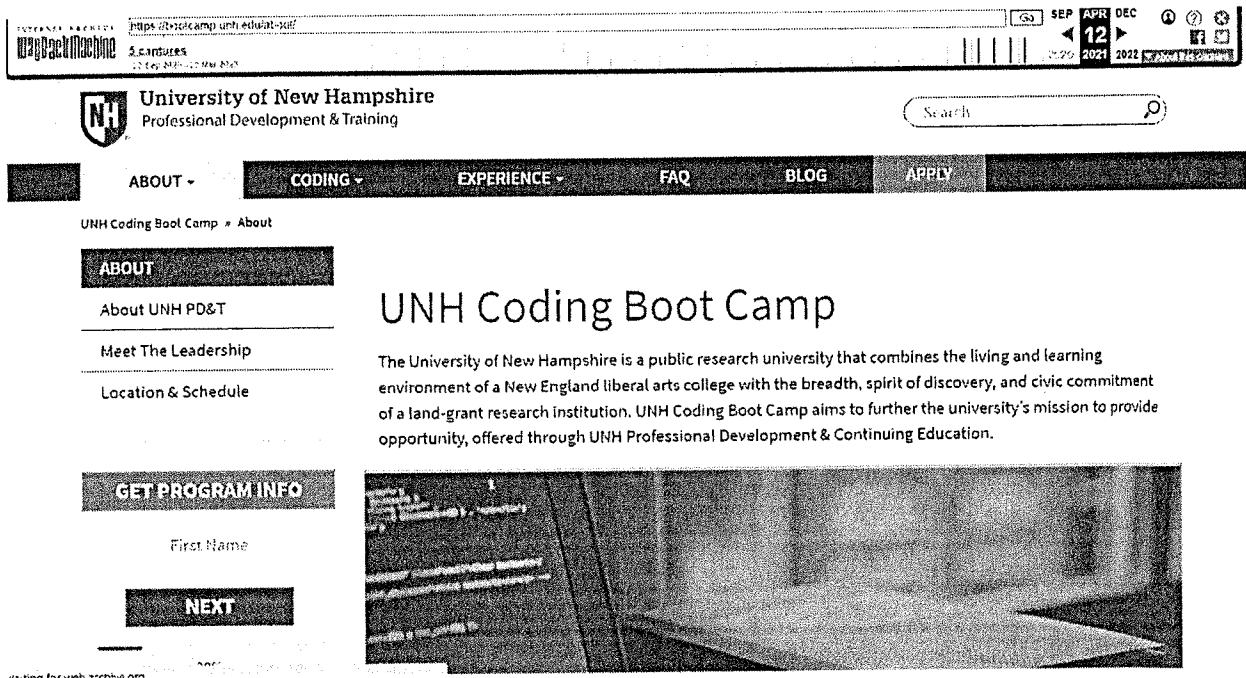 INTERNET ARCHIVE
WayBackMachine
Go
SEP APR DEC
5 captures
12
2020 2021 2022
University of New Hampshire
Professional Development & Training
Search
ABOUT CODING EXPERIENCE FAQ BLOG APPLY
UNH Coding Boot Camp » About
ABOUT
About UNH PD&T
Meet The Leadership
Location & Schedule
UNH Coding Boot Camp
The University of New Hampshire is a public research university that combines the living and learning
environment of a New England liberal arts college with the breadth, spirit of discovery, and civic commitment
of a land-grant research institution. UNH Coding Boot Camp aims to further the university's mission to provide
opportunity, offered through UNH Professional Development & Continuing Education.
GET PROGRAM INFO
First Name
NEXT